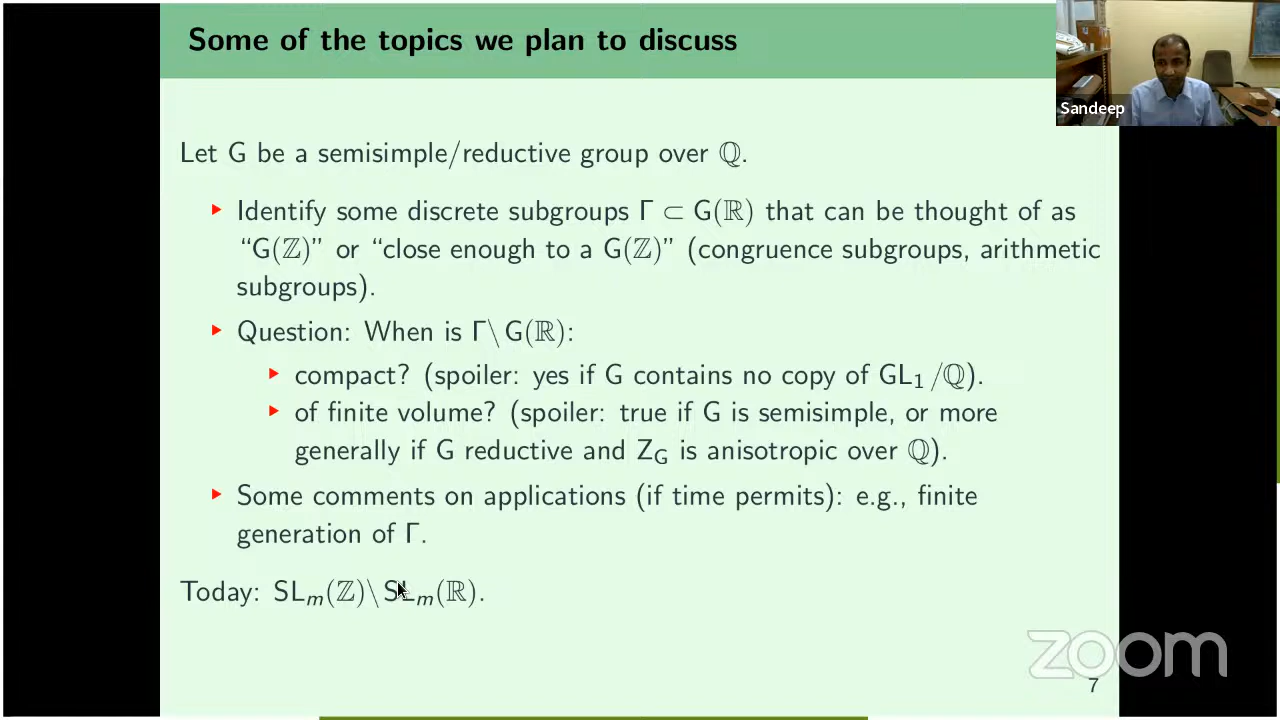 Some of the topics we plan to discuss
Sandeep
Let G be a semisimple/reductive group over ℚ.
Identify some discrete subgroups Γ ⊂ G(ℝ) that can be thought of as
“G(ℤ)” or “close enough to a G(ℤ)” (congruence subgroups, arithmetic
subgroups).
Question: When is Γ\G(ℝ):
compact? (spoiler: yes if G contains no copy of GL₁/ℚ).
of finite volume? (spoiler: true if G is semisimple, or more
generally if G reductive and Z_G is anisotropic over ℚ).
Some comments on applications (if time permits): e.g., finite
generation of Γ.
Today: SLₘ(ℤ)\SLₘ(ℝ).
zoom
7